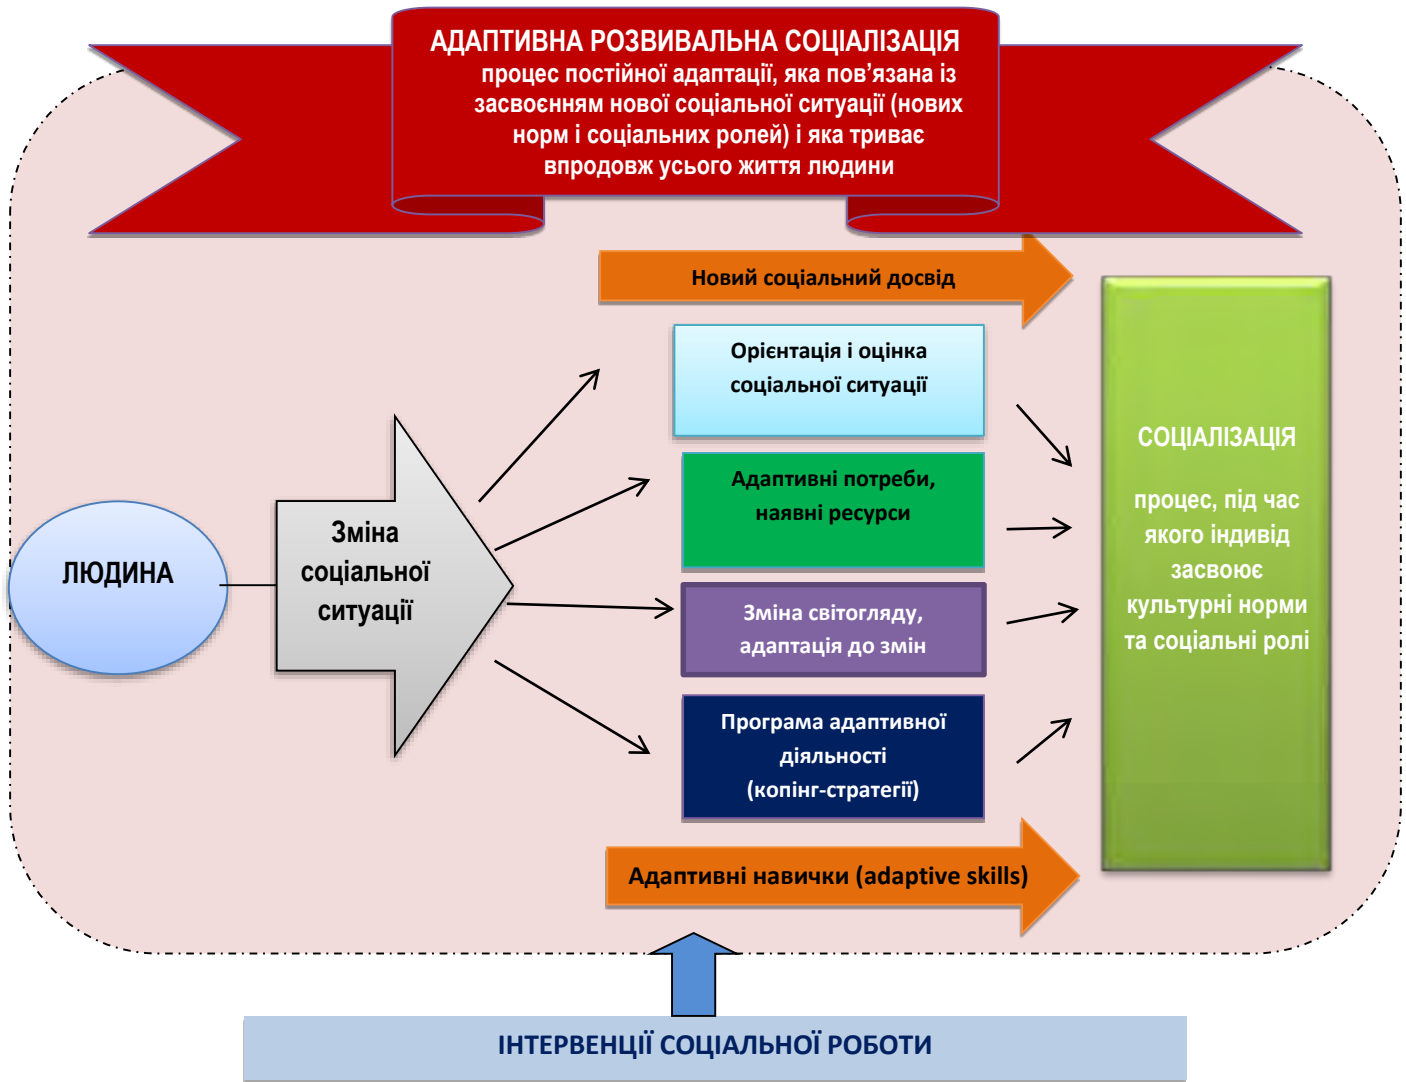 АДАПТИВНА РОЗВИВАЛЬНА СОЦІАЛІЗАЦІЯ
процес постійної адаптації, яка пов’язана із
засвоєнням нової соціальної ситуації (нових
норм і соціальних ролей) і яка триває
впродовж усього життя людини
Новий соціальний досвід
Орієнтація і оцінка
соціальної ситуації
Адаптивні потреби,
наявні ресурси
ЛЮДИНА
Зміна
соціальної
ситуації
Зміна світогляду,
адаптація до змін
Програма адаптивної
діяльності
(копінг-стратегії)
Адаптивні навички (adaptive skills)
СОЦІАЛІЗАЦІЯ
процес, під час
якого індивід
засвоює
культурні норми
та соціальні ролі
ІНТЕРВЕНЦІЇ СОЦІАЛЬНОЇ РОБОТИ